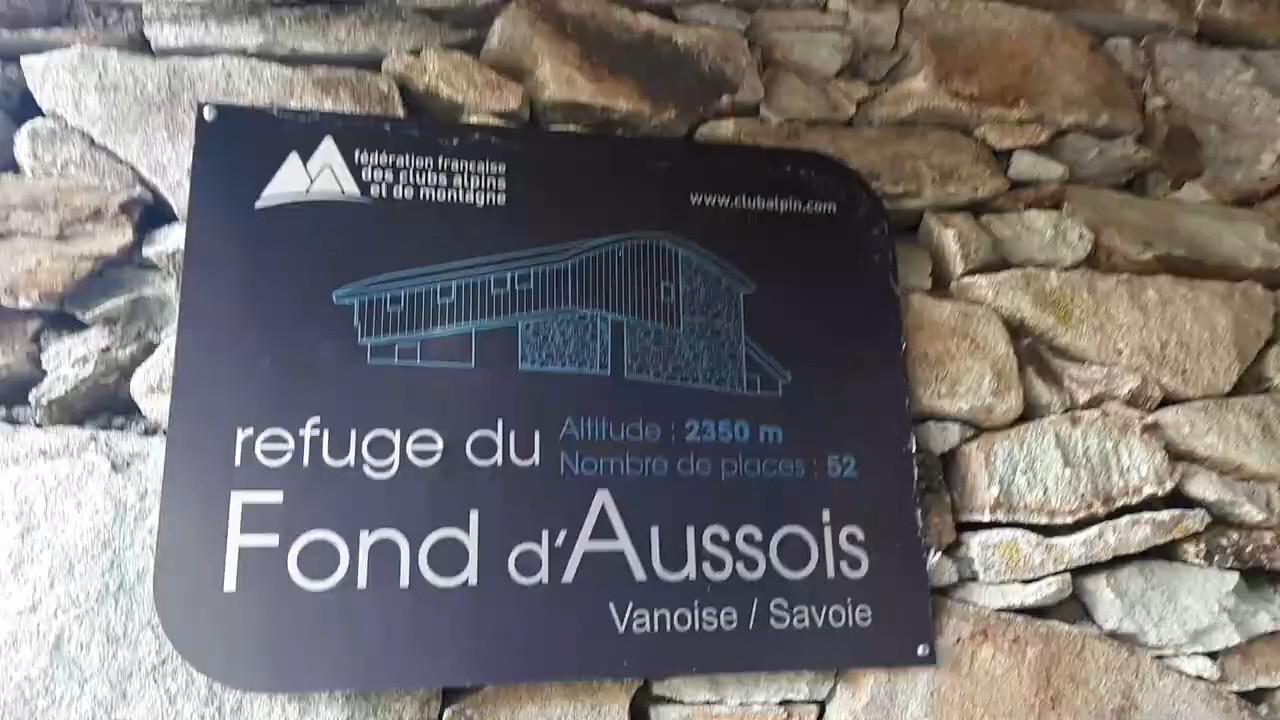 fédération française
des clubs alpins
et de montagne
www.clubalpin.com
refuge du
Altitude : 2350 m
Nombre de places : 52
Fond d'Aussois
Vanoise / Savoie